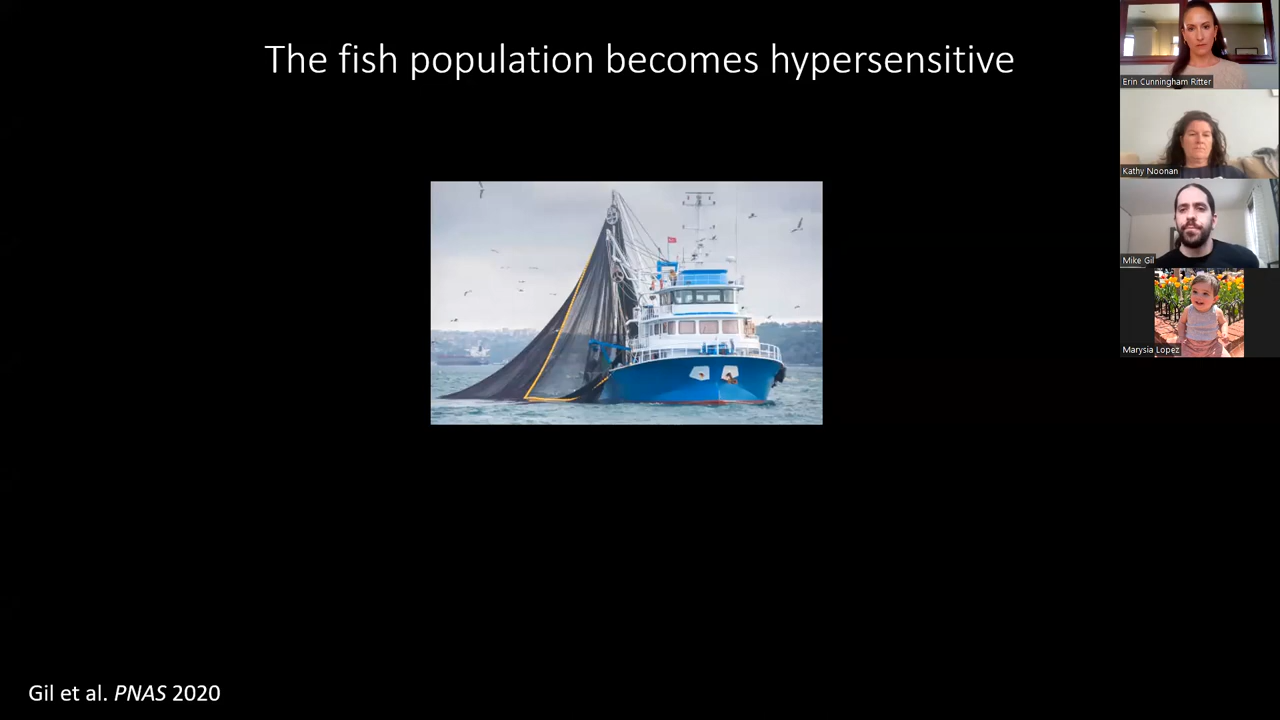 The fish population becomes hypersensitive
Erin Cunningham Ritter
Kathy Noonan
Mike Gil
Marysia Lopez
Gil et al. PNAS 2020